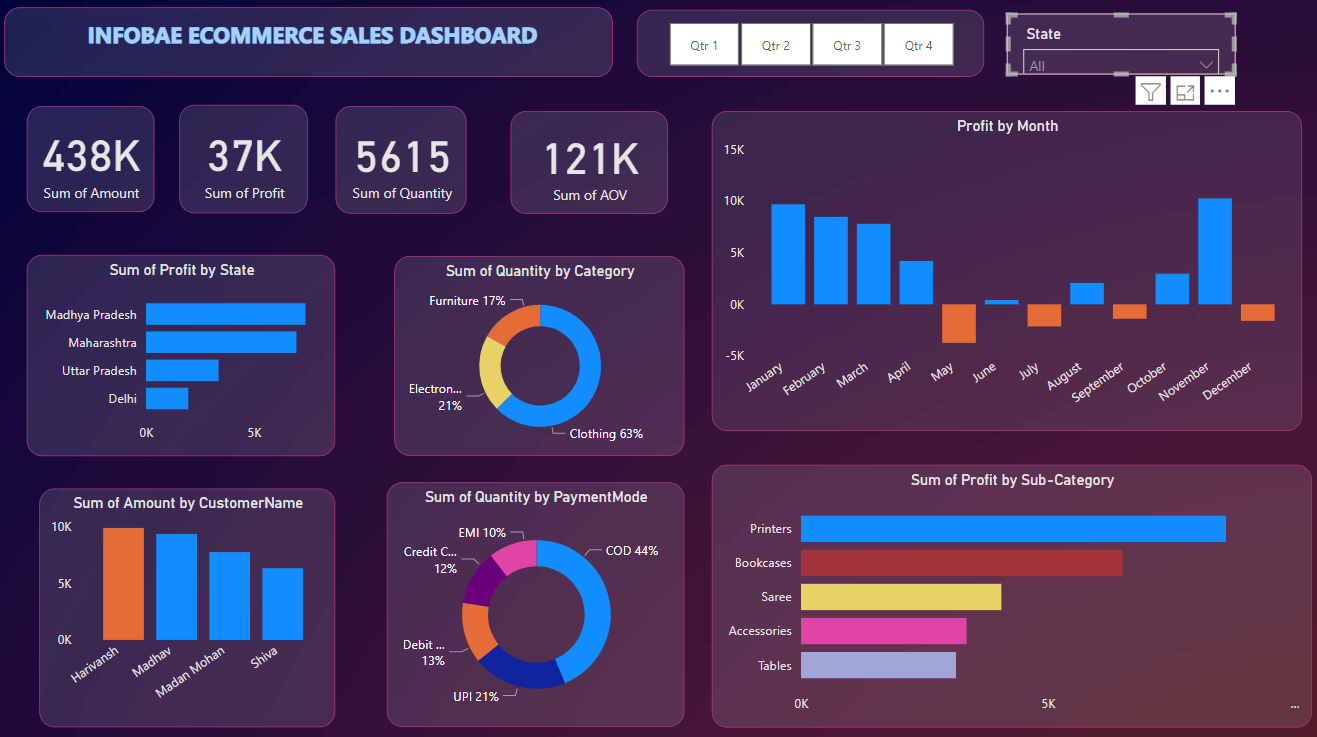 INFOBAE ECOMMERCE SALES DASHBOARD
Qtr 1
Qtr 2
Qtr 3
Qtr 4
State
All
438K
Sum of Amount
37K
Sum of Profit
5615
Sum of Quantity
121K
Sum of AOV
Profit by Month
15K
10K
5K
0K
-5K
January
February
March
April
May
June
July
August
September
October
November
December
Sum of Profit by State
Madhya Pradesh
Maharashtra
Uttar Pradesh
Delhi
0K
5K
Sum of Quantity by Category
Furniture 17%
Electron...
21%
Clothing 63%
Sum of Amount by CustomerName
10K
5K
0K
Harivansh
Madhav
Madan Mohan
Shiva
Sum of Quantity by PaymentMode
EMI 10%
COD 44%
Credit C...
12%
Debit ...
13%
UPI 21%
Sum of Profit by Sub-Category
Printers
Bookcases
Saree
Accessories
Tables
0K
5K
...